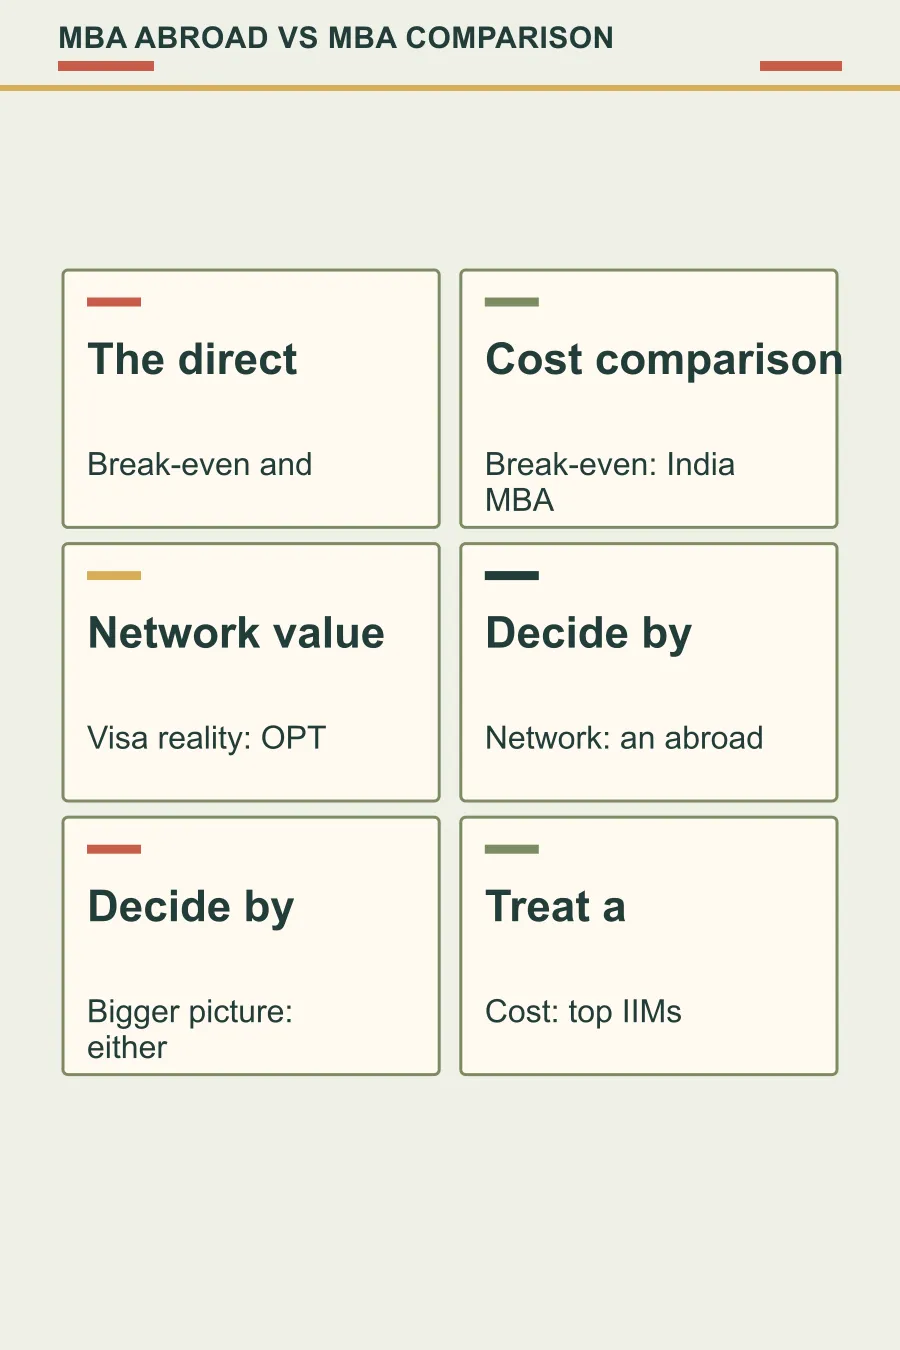 MBA ABROAD VS MBA COMPARISON
The direct
Break-even and
Cost comparison
Break-even: India
MBA
Network value
Visa reality: OPT
Decide by
Network: an abroad
Decide by
Bigger picture:
either
Treat a
Cost: top IIMs